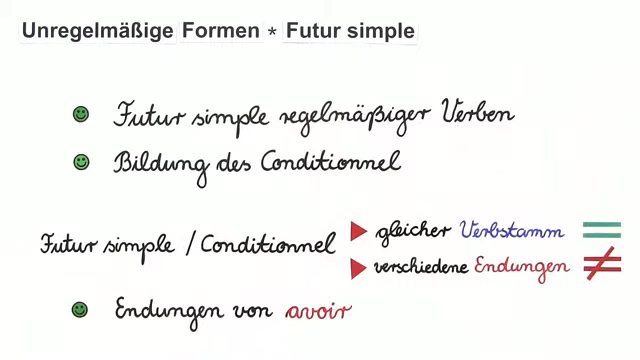 Unregelmäßige Formen * Futur simple
Futur simple regelmäßiger Verben
Bildung des Conditionnel
Futur simple / Conditionnel
gleicher Verbstamm
verschiedene Endungen
Endungen von avoir